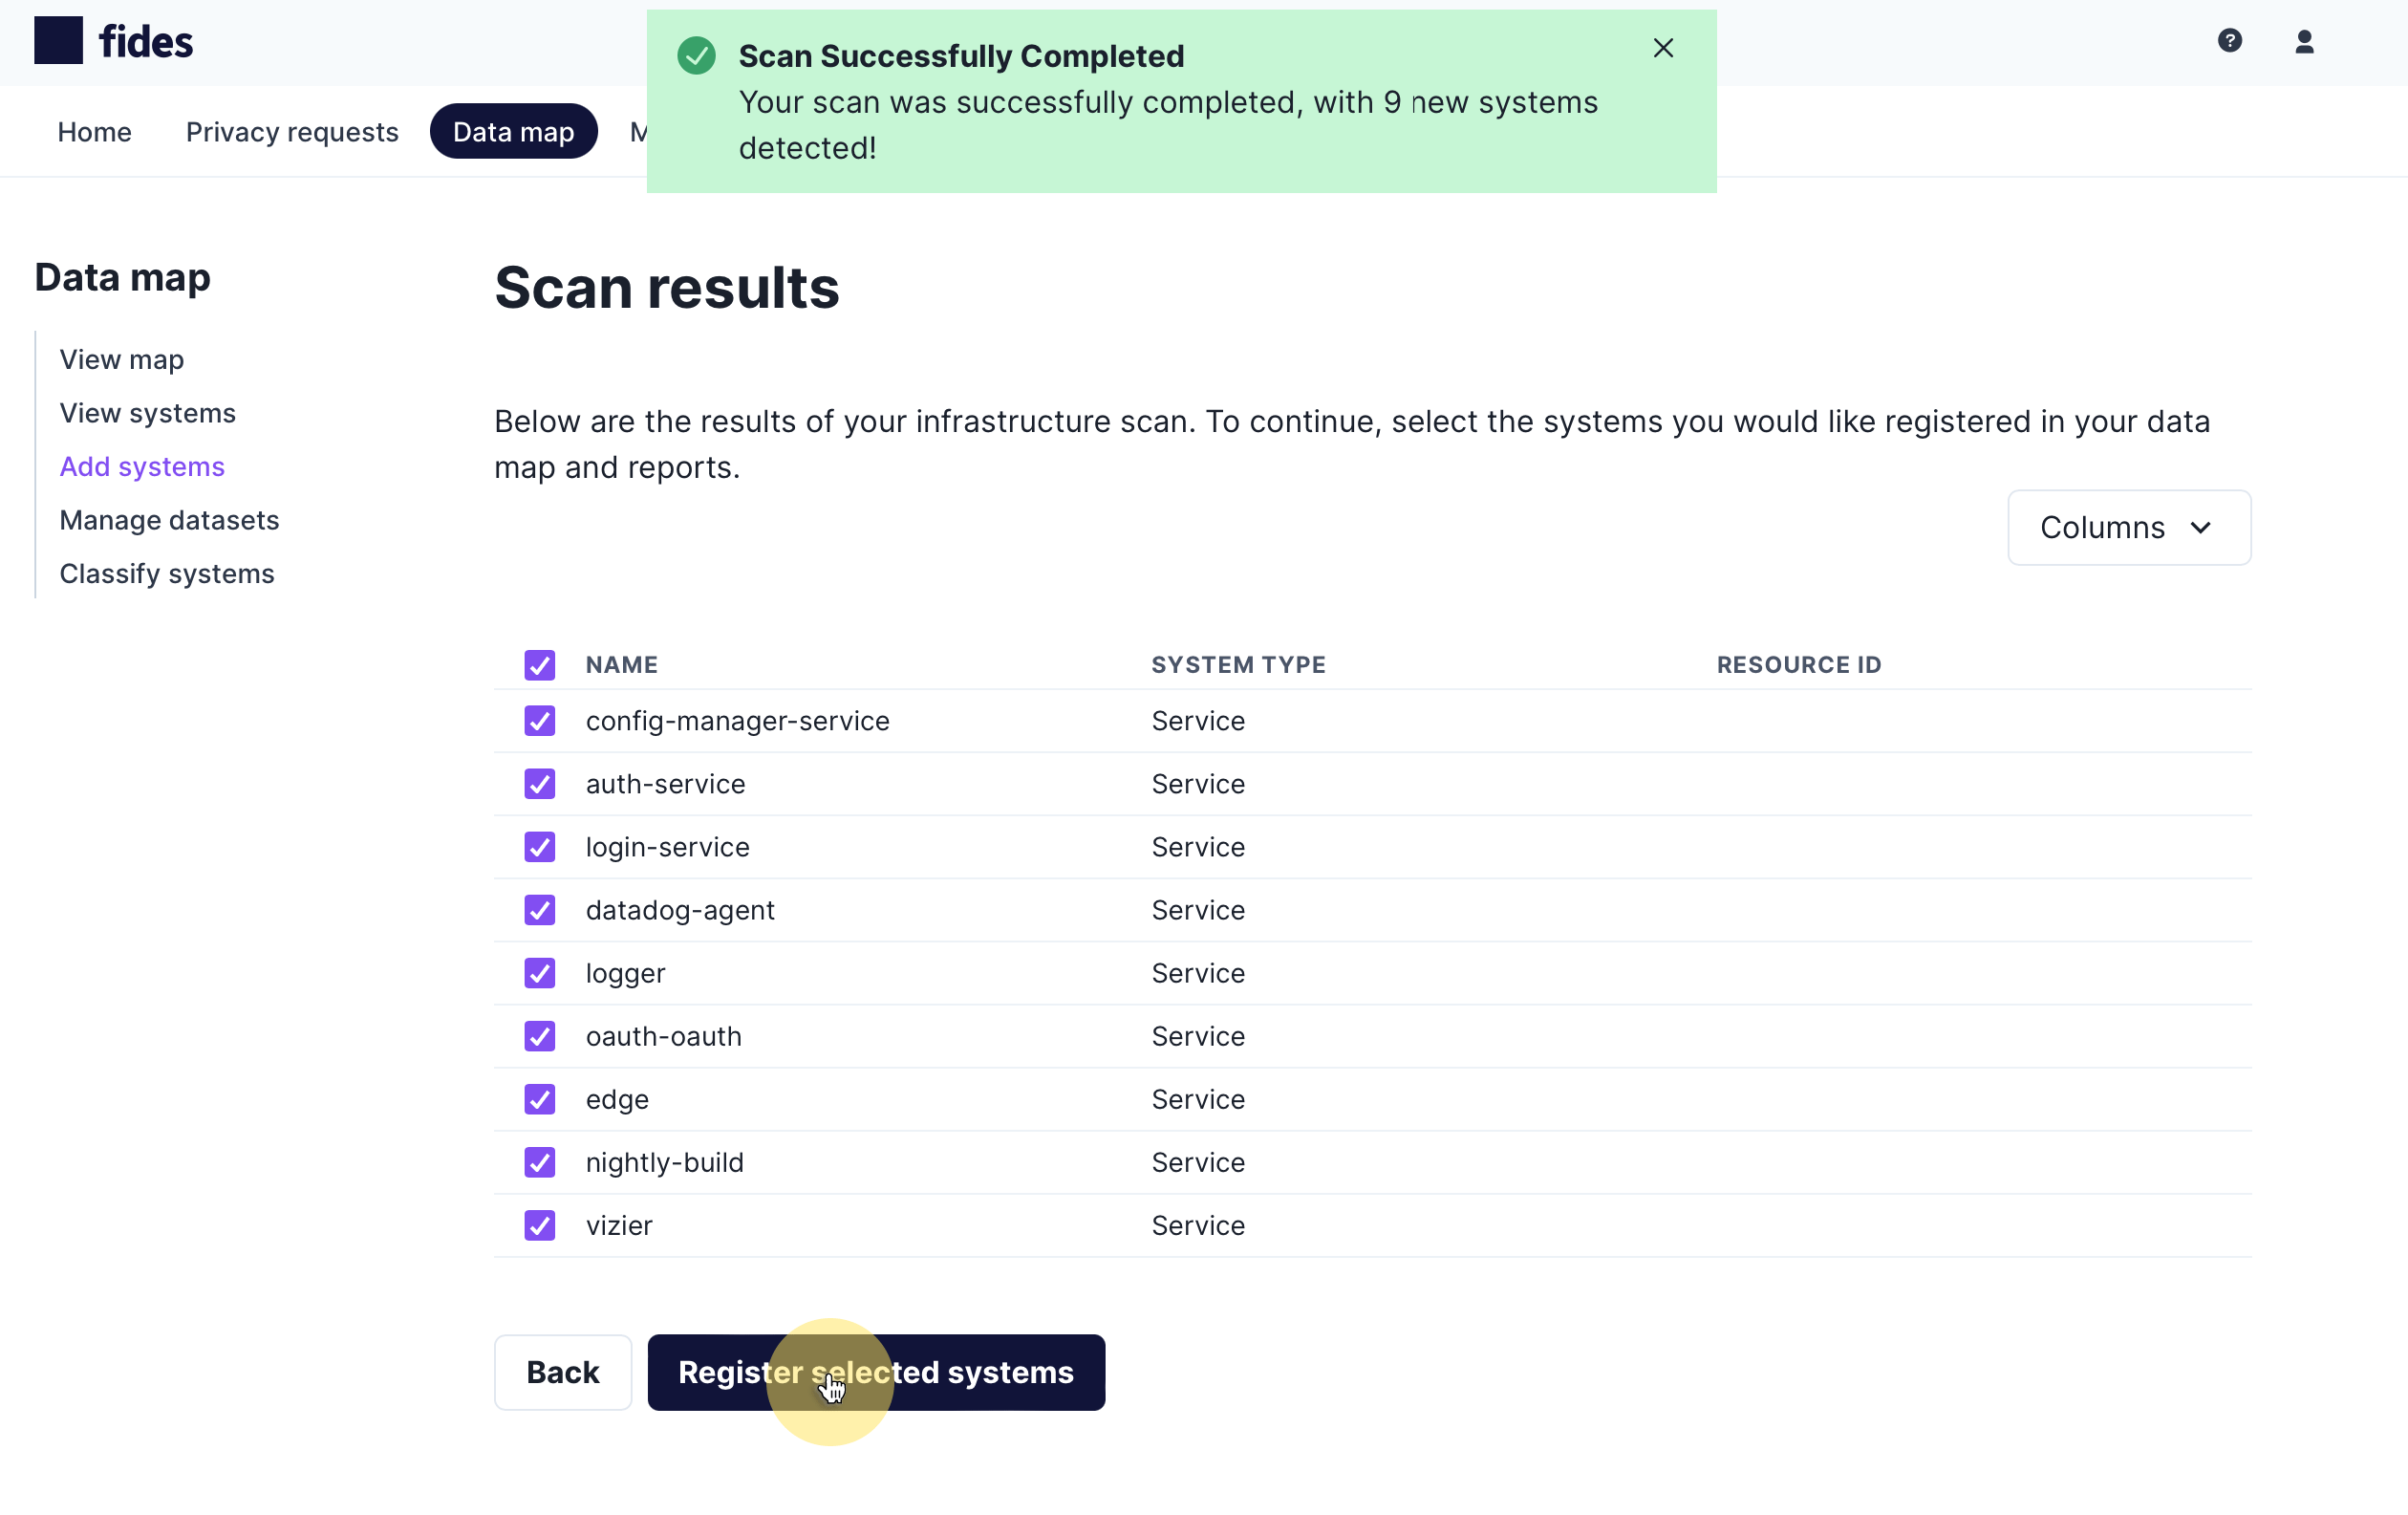 fides
Scan Successfully Completed
Your scan was successfully completed, with 9 new systems
detected!
Home
Privacy requests
Data map
M
Data map
View map
View systems
Add systems
Manage datasets
Classify systems
Scan results
Below are the results of your infrastructure scan. To continue, select the systems you would like registered in your data
map and reports.
Columns
NAME SYSTEM TYPE RESOURCE ID
config-manager-service Service
auth-service Service
login-service Service
datadog-agent Service
logger Service
oauth-oauth Service
edge Service
nightly-build Service
vizier Service
Back
Register selected systems